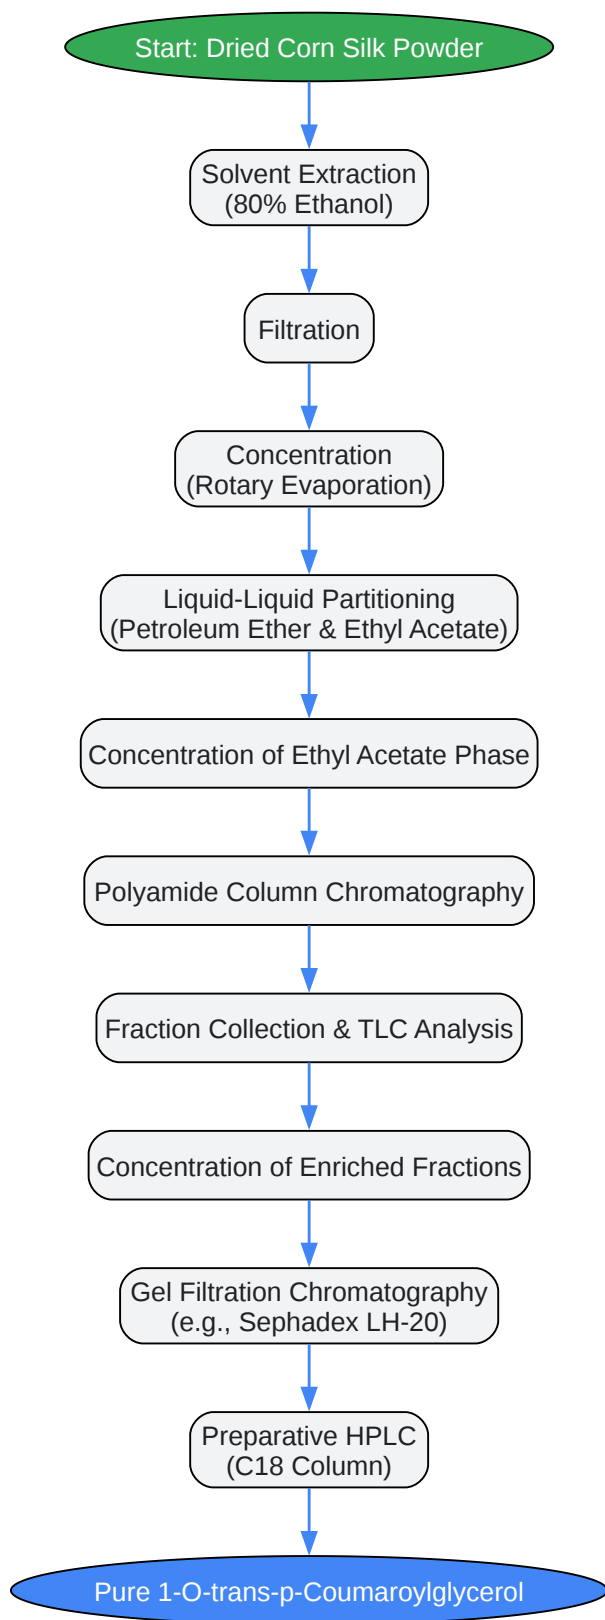 Start: Dried Corn Silk Powder
Solvent Extraction
(80% Ethanol)
Filtration
Concentration
(Rotary Evaporation)
Liquid-Liquid Partitioning
(Petroleum Ether & Ethyl Acetate)
Concentration of Ethyl Acetate Phase
Polyamide Column Chromatography
Fraction Collection & TLC Analysis
Concentration of Enriched Fractions
Gel Filtration Chromatography
(e.g., Sephadex LH-20)
Preparative HPLC
(C18 Column)
Pure 1-O-trans-p-Coumaroylglycerol